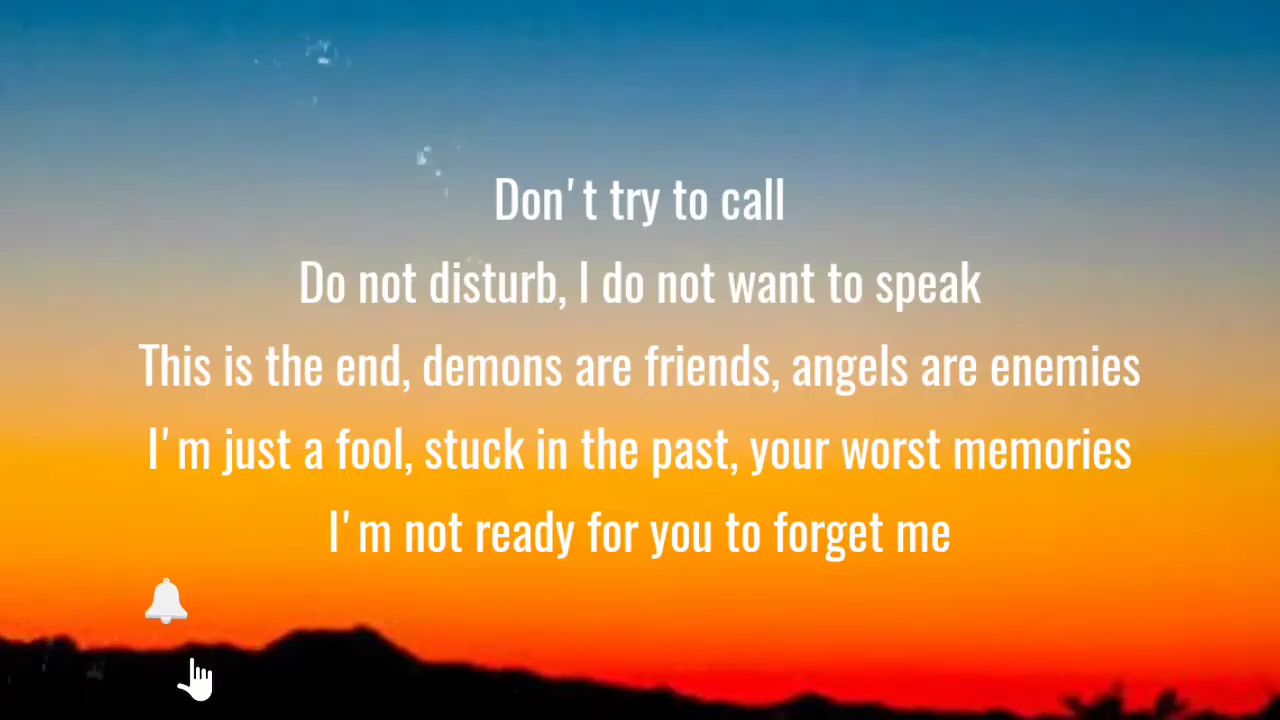 Don't try to call
Do not disturb, I do not want to speak
This is the end, demons are friends, angels are enemies
I'm just a fool, stuck in the past, your worst memories
I'm not ready for you to forget me